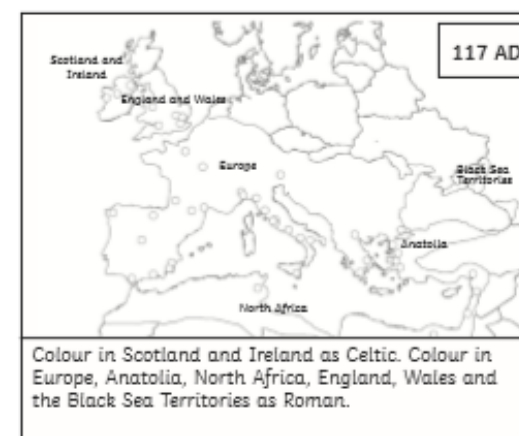 117 AD
Scotland and
Ireland
England and Wales
Europe
Black Sea
Territories
Anatolia
North Africa
Colour in Scotland and Ireland as Celtic. Colour in
Europe, Anatolia, North Africa, England, Wales and
the Black Sea Territories as Roman.